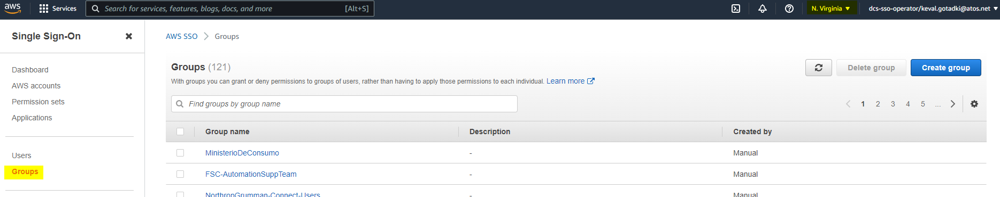 aws Services Search for services, features, blogs, docs, and more [Alt+S] N. Virginia ▼ dcs-sso-operator/keval.gotadki@atos.net ▼
Single Sign-On
Dashboard
AWS accounts
Permission sets
Applications
Users
Groups
AWS SSO > Groups
Groups (121)
Delete group Create group
With groups you can grant or deny permissions to groups of users, rather than having to apply those permissions to each individual. Learn more
Find groups by group name
1 2 3 4 5 ...
Group name Description Created by
MinisterioDeConsumo - Manual
FSC-AutomationSuppTeam - Manual
NorthropGrumman-Connect-Users Manual